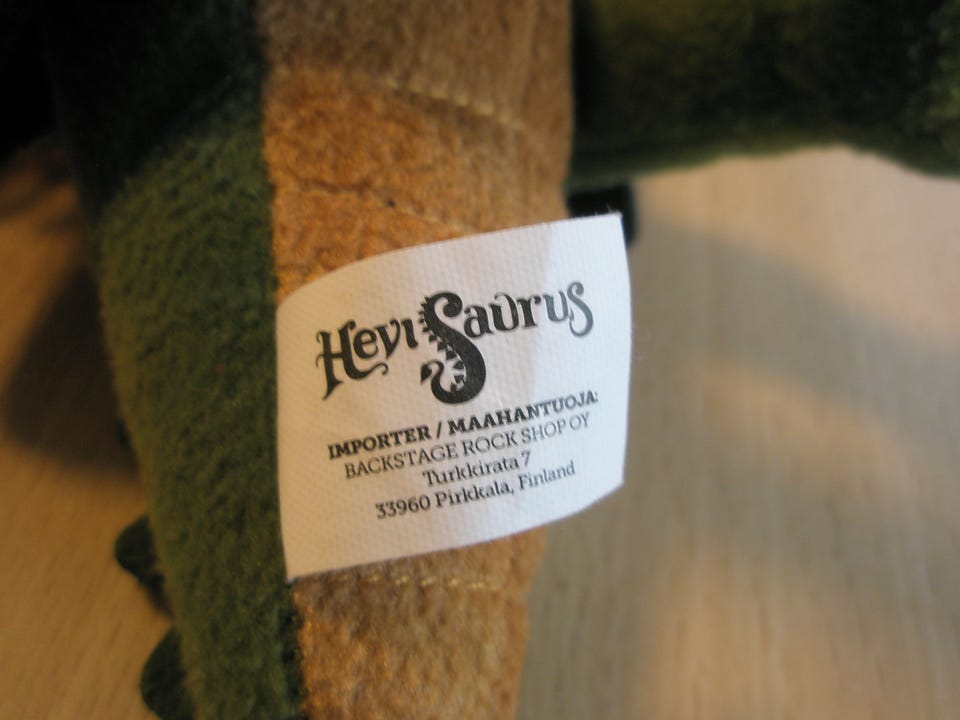 HeviSaurus
IMPORTER / MAAHANTUOJA:
BACKSTAGE ROCK SHOP OY
Turkkirata 7
33960 Pirkkala, Finland